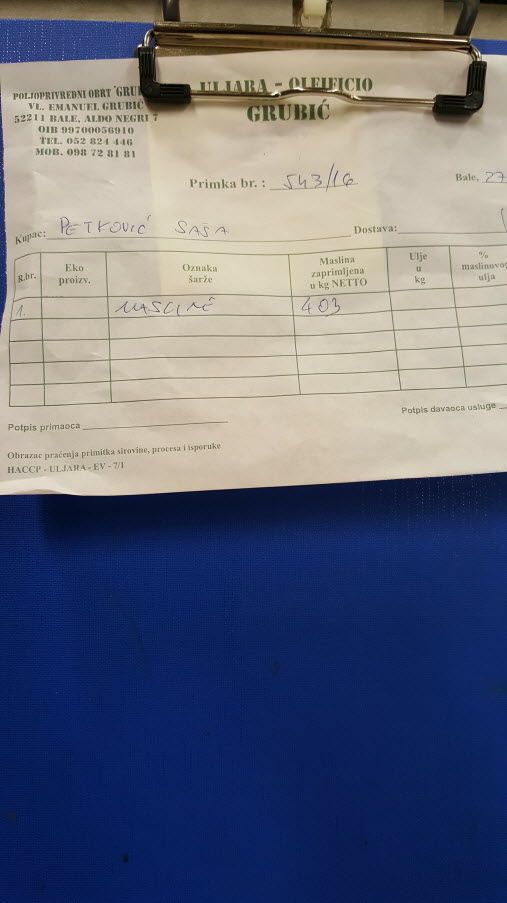 POLJOPRIVREDNI OBRT "GRU
VL. EMANUEL GRUBIĆ
52211 BALE, ALDO NEGRI 7
OIB 99700056910
TEL. 052 824 446
MOB. 098 72 81 81
ULJARA - OLEIFICIO
GRUBIĆ
Primka br. : 543/16
Bale, 27
Kupac: PETKOVIĆ SAŠA Dostava:
R.br. Eko proizv. Oznaka šarže Maslina zaprimljena u kg NETTO Ulje u kg % maslinovog ulja
1. 403
Potpis primaoca
Potpis davaoca usluge
Obrazac praćenja primitka sirovine, procesa i isporuke
HACCP - ULJARA - EV - 7/1